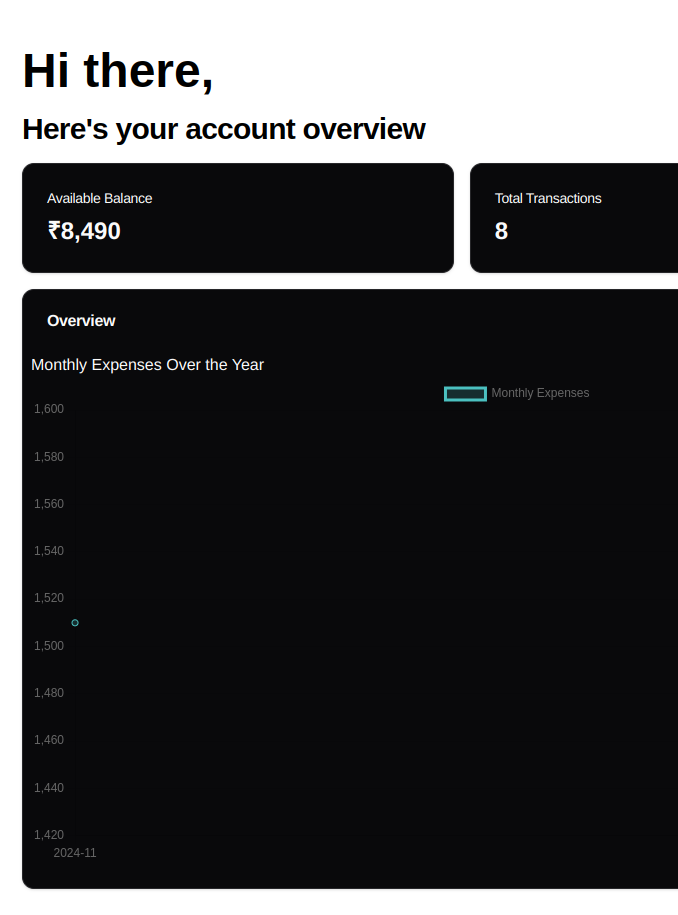 Hi there,
Here's your account overview
Available Balance
₹8,490
Total Transactions
8
Overview
Monthly Expenses Over the Year
Monthly Expenses
1,600
1,580
1,560
1,540
1,520
1,500
1,480
1,460
1,440
1,420
2024-11